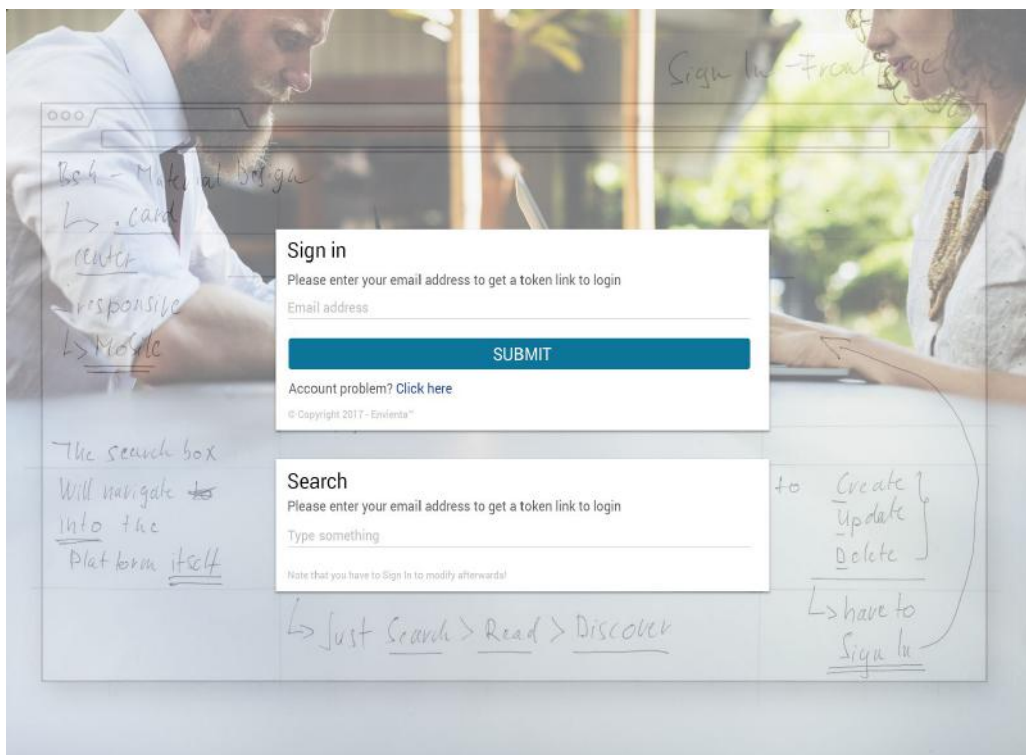 Sign In - Front page
Bs4 - Material Design
↳ .card
center
responsive
↳ Mobile
Sign in
Please enter your email address to get a token link to login
Email address
SUBMIT
Account problem? Click here
© Copyright 2017 - Envienta™
The search box
Will navigate to
into the
Platform itself
Search
Please enter your email address to get a token link to login
Type something
Note that you have to Sign In to modify afterwards!
to Create
Update
Delete
↳ have to
Sign In
↳ Just Search > Read > Discover